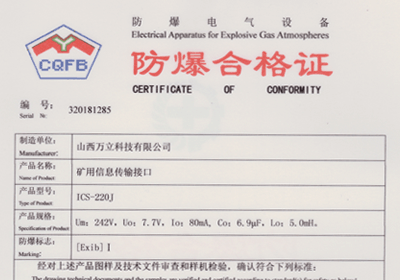 防爆电气设备
Electrical Apparatus for Explosive Gas Atmospheres
CQFB
防爆合格证
CERTIFICATE OF CONFORMITY
编号: 320181285
Serial №:
制造单位: 山西万立科技有限公司
Manufacturer:
产品名称: 矿用信息传输接口
Name of Product
产品型号: ICS-220J
Type of Product
产品规格: Um: 242V, Uo: 7.7V, Io: 80mA, Co: 6.9μF, Lo: 5.0mH.
Specification of Product
防爆标志: [Exib] I
Marking:
经对上述产品图样及技术文件审查和样机检验，确认符合下列标准: